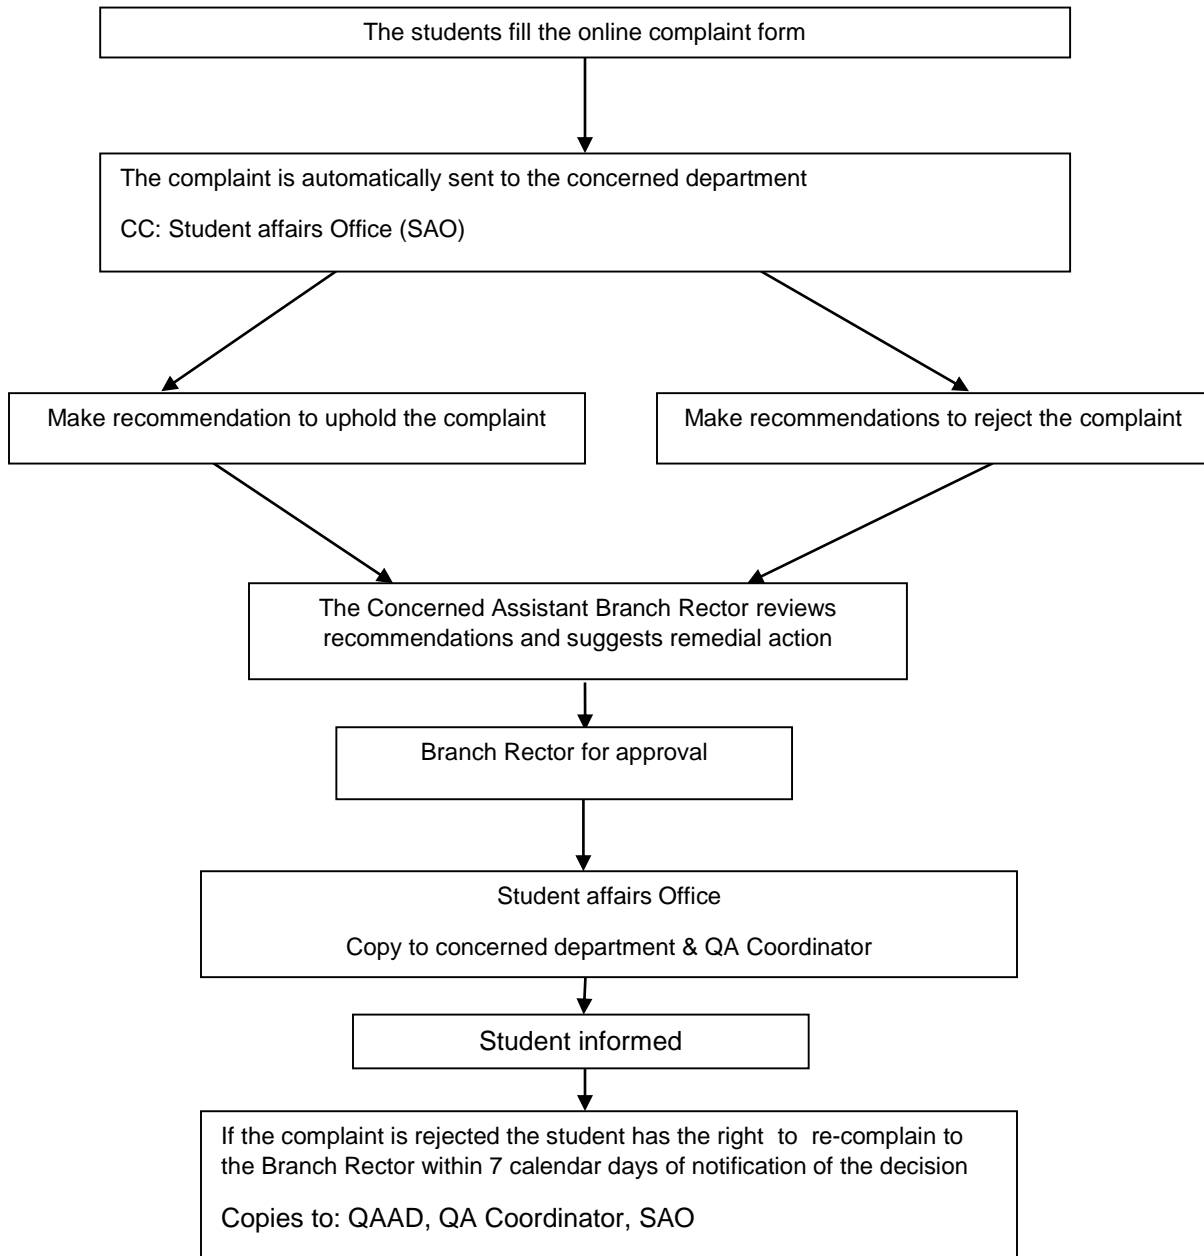 The students fill the online complaint form
The complaint is automatically sent to the concerned department
CC: Student affairs Office (SAO)
Make recommendation to uphold the complaint
Make recommendations to reject the complaint
The Concerned Assistant Branch Rector reviews
recommendations and suggests remedial action
Branch Rector for approval
Student affairs Office
Copy to concerned department & QA Coordinator
Student informed
If the complaint is rejected the student has the right to re-complain to
the Branch Rector within 7 calendar days of notification of the decision
Copies to: QAAD, QA Coordinator, SAO